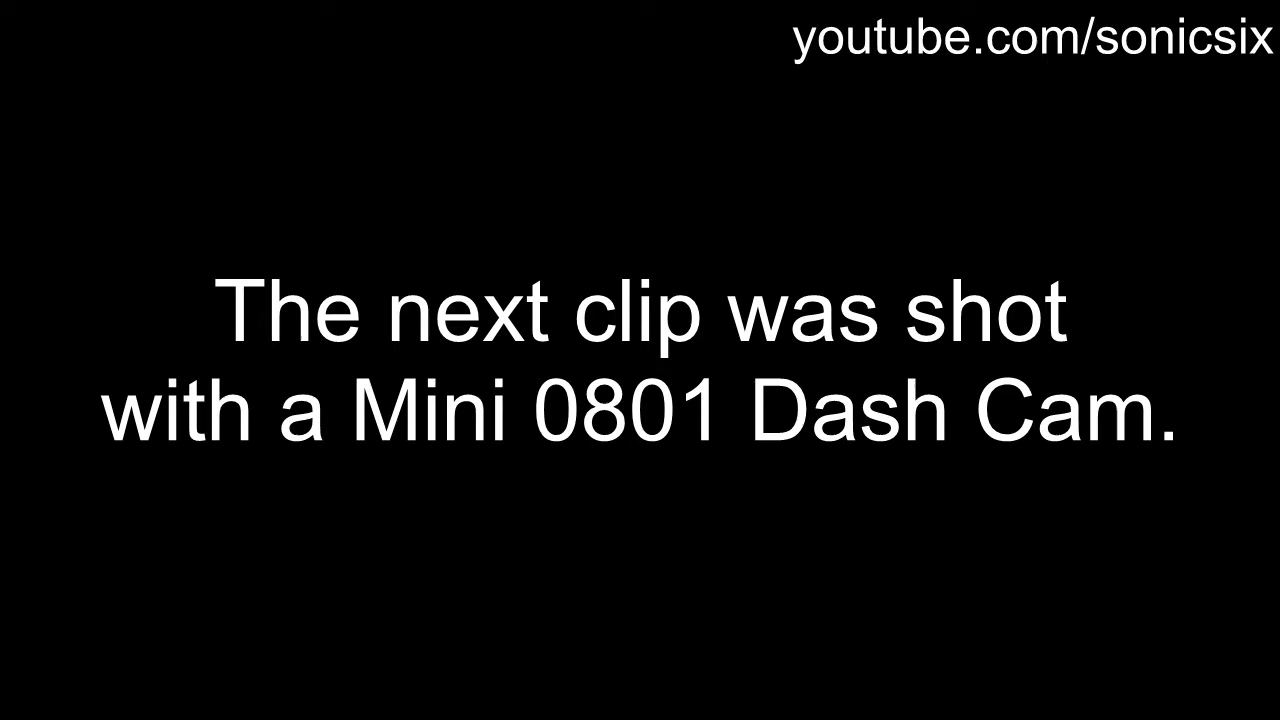 youtube.com/sonicsix
The next clip was shot
with a Mini 0801 Dash Cam.